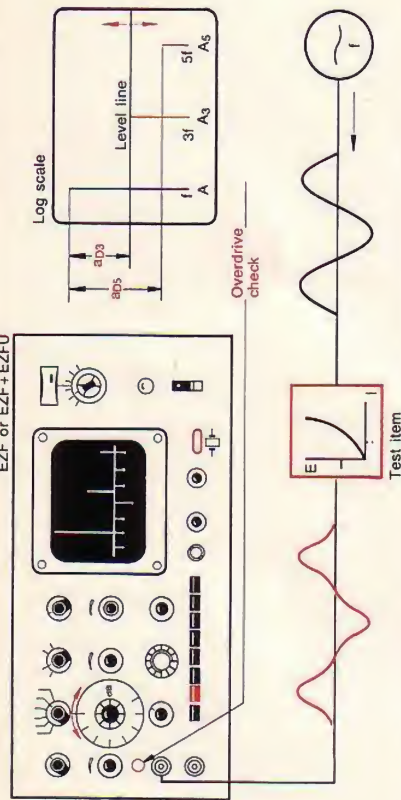 EZF or EZF+EZFU
dB
Overdrive
check
Log scale
Level line
aD3
aD5
f
3f
5f
A
A3
A5
E
I
Test item
f